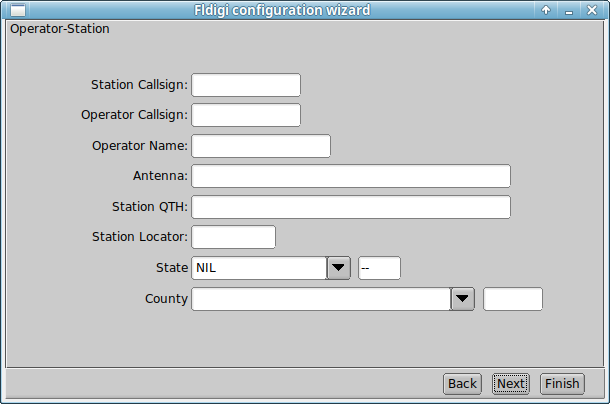 Fldigi configuration wizard
Operator-Station
Station Callsign:
Operator Callsign:
Operator Name:
Antenna:
Station QTH:
Station Locator:
State NIL --
County
Back Next Finish